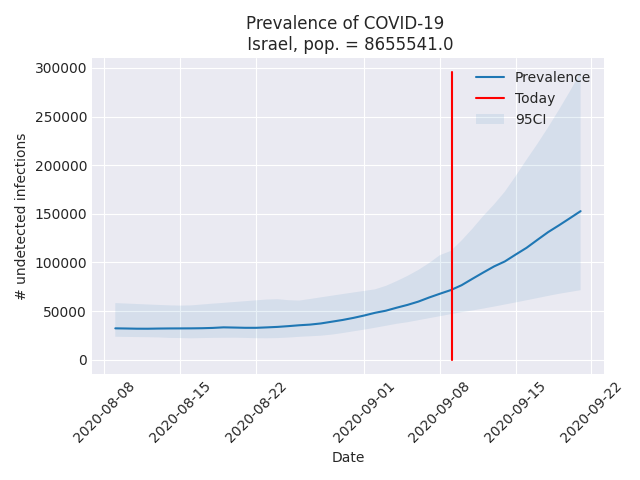 Prevalence of COVID-19
Israel, pop. = 8655541.0
300000
250000
200000
150000
100000
50000
0
# undetected infections
Prevalence
Today
95CI
2020-08-08
2020-08-15
2020-08-22
2020-09-01
2020-09-08
2020-09-15
2020-09-22
Date